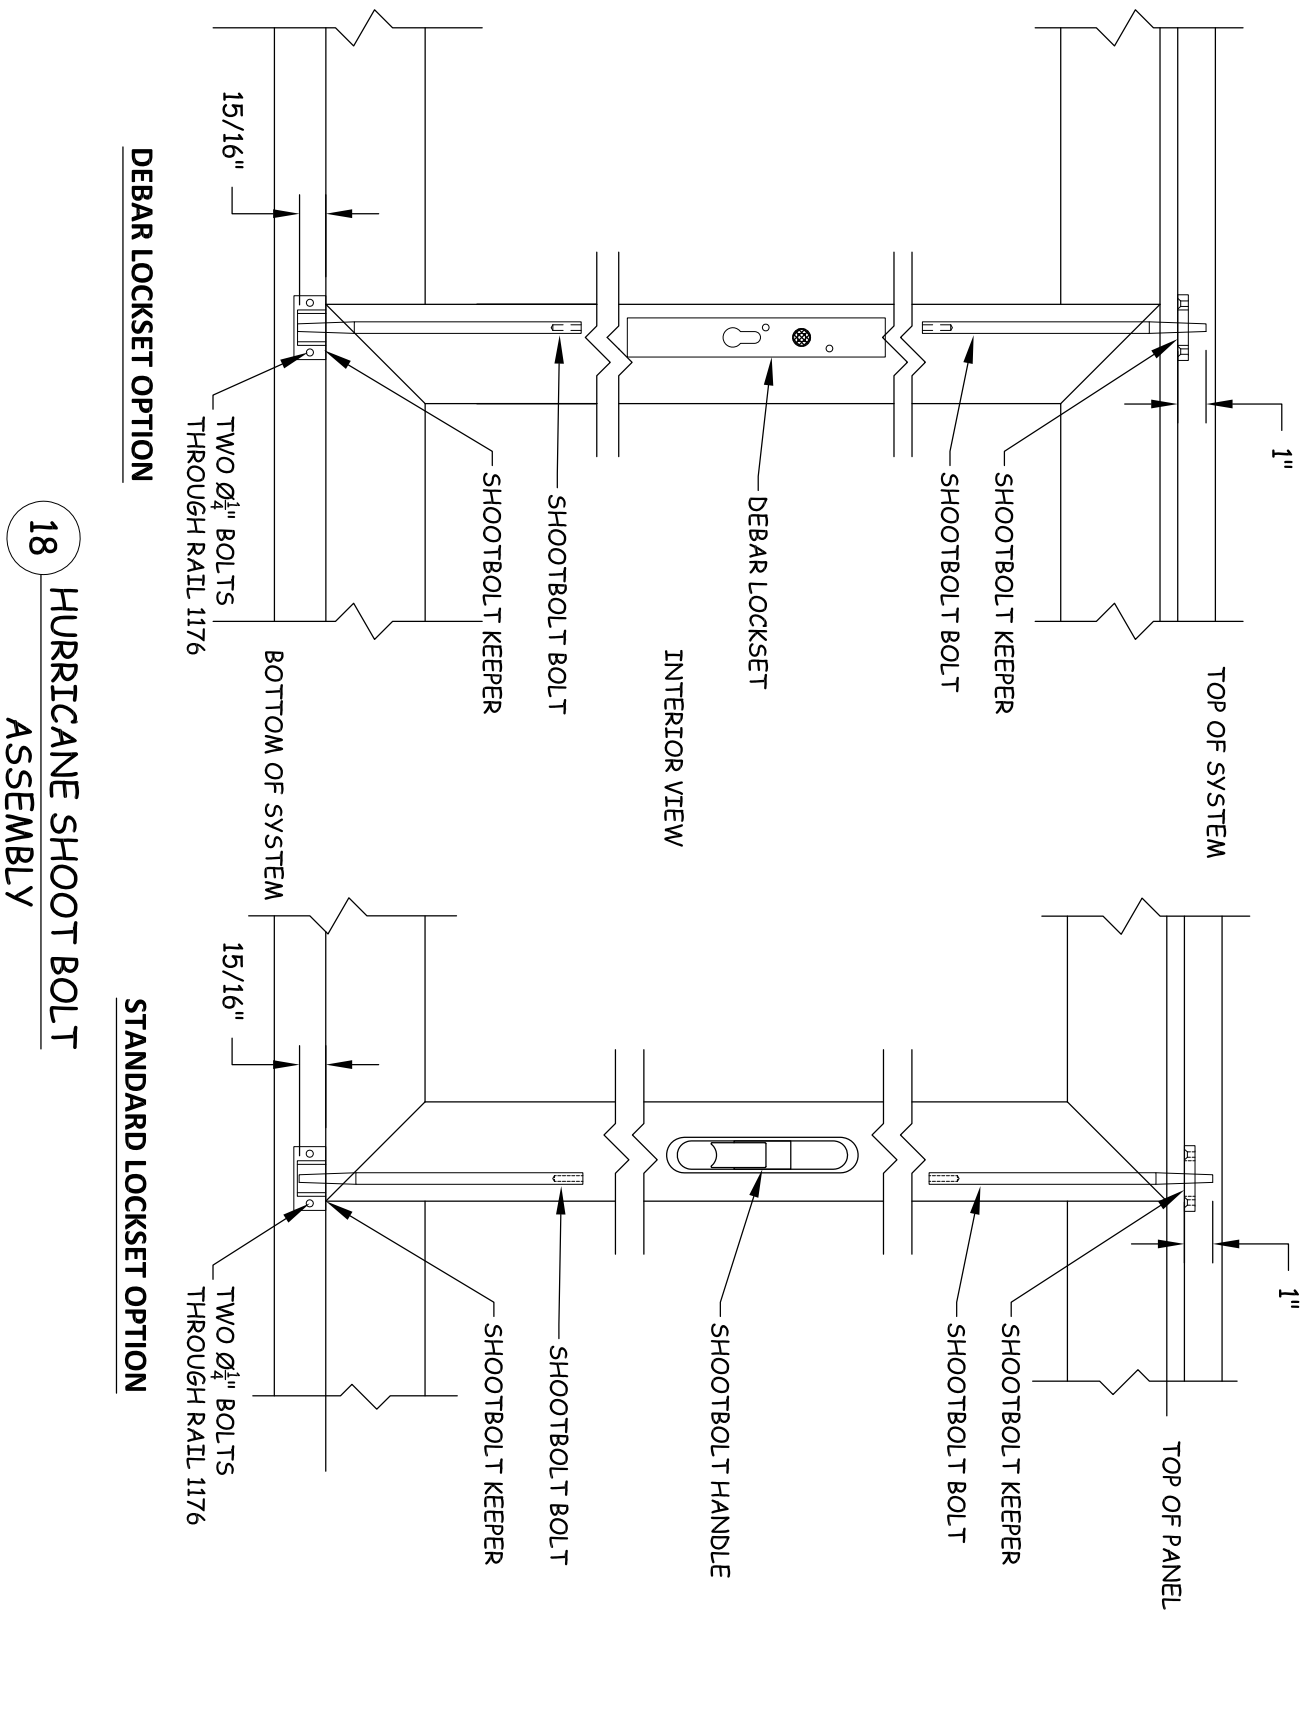 1"
TOP OF SYSTEM
SHOOTBOLT KEEPER
SHOOTBOLT BOLT
DEBAR LOCKSET
INTERIOR VIEW
SHOOTBOLT BOLT
SHOOTBOLT KEEPER
BOTTOM OF SYSTEM
15/16"
TWO Ø1/4" BOLTS
THROUGH RAIL 1176
DEBAR LOCKSET OPTION
1"
TOP OF PANEL
SHOOTBOLT KEEPER
SHOOTBOLT BOLT
SHOOTBOLT HANDLE
SHOOTBOLT BOLT
SHOOTBOLT KEEPER
15/16"
TWO Ø1/4" BOLTS
THROUGH RAIL 1176
STANDARD LOCKSET OPTION
18 HURRICANE SHOOT BOLT
ASSEMBLY